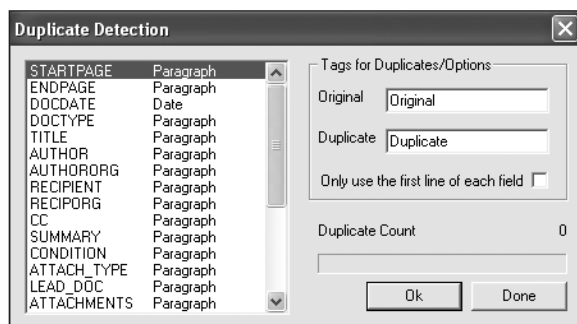 Duplicate Detection
STARTPAGE Paragraph
ENDPAGE Paragraph
DOCDATE Date
DOCTYPE Paragraph
TITLE Paragraph
AUTHOR Paragraph
AUTHORORG Paragraph
RECIPIENT Paragraph
RECIPORG Paragraph
CC Paragraph
SUMMARY Paragraph
CONDITION Paragraph
ATTACH_TYPE Paragraph
LEAD_DOC Paragraph
ATTACHMENTS Paragraph
Tags for Duplicates/Options
Original Original
Duplicate Duplicate
Only use the first line of each field
Duplicate Count 0
Ok Done